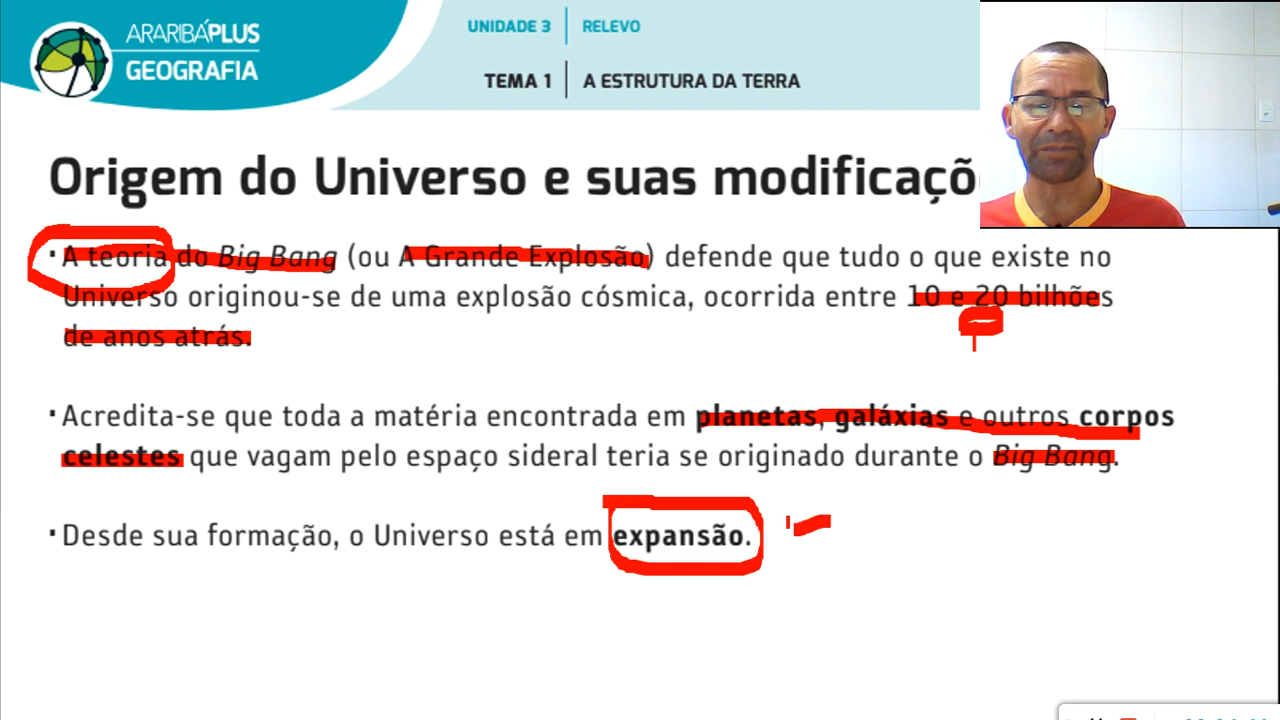 ARARIBÁPLUS
GEOGRAFIA
UNIDADE 3 RELEVO
TEMA 1 A ESTRUTURA DA TERRA
Origem do Universo e suas modificaçõ
· A teoria do Big Bang (ou A Grande Explosão) defende que tudo o que existe no
Universo originou-se de uma explosão cósmica, ocorrida entre 10 e 20 bilhões
de anos atrás.
· Acredita-se que toda a matéria encontrada em planetas, galáxias e outros corpos
celestes que vagam pelo espaço sideral teria se originado durante o Big Bang.
· Desde sua formação, o Universo está em expansão.